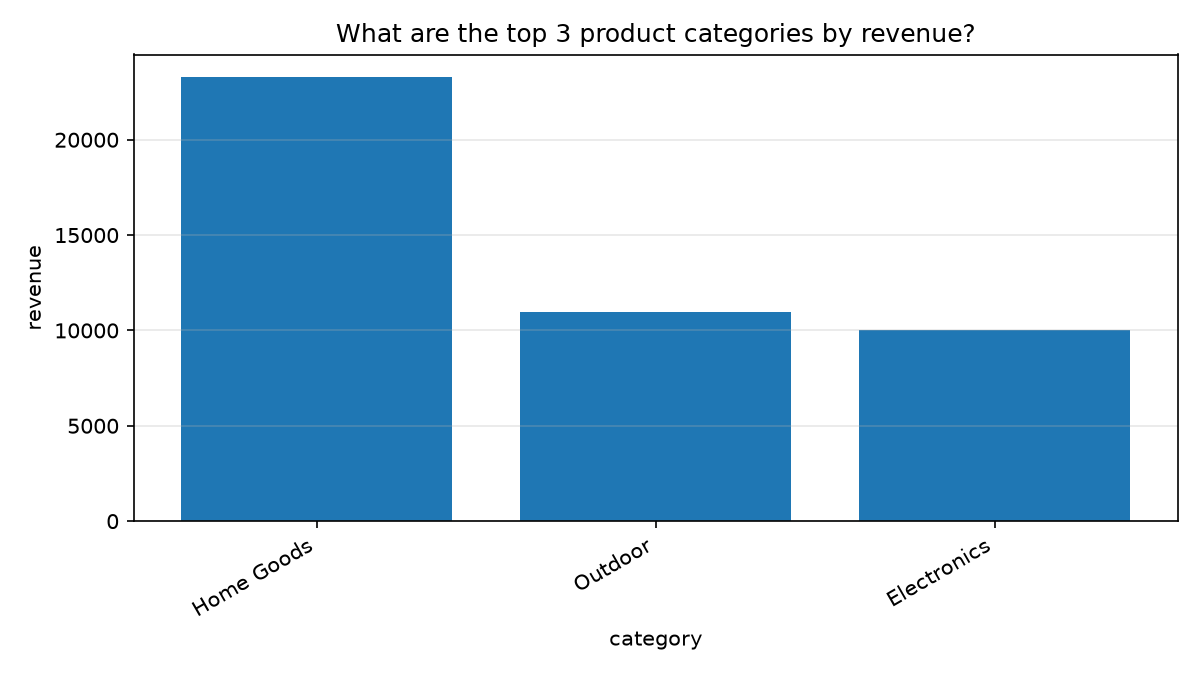 What are the top 3 product categories by revenue?
revenue
20000
15000
10000
5000
0
Home Goods
Outdoor
Electronics
category